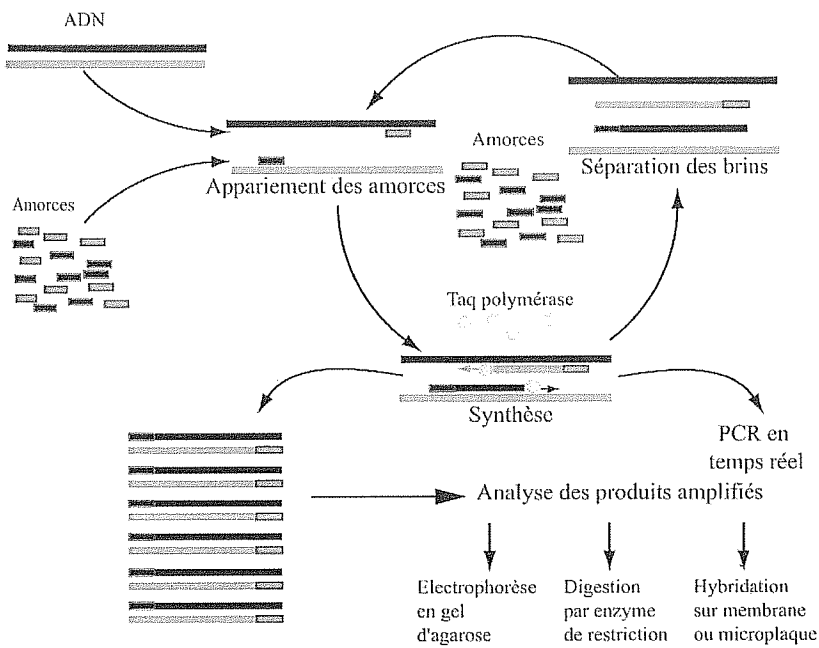 ADN
Amorces
Séparation des brins
Appariement des amorces
Amorces
Taq polymérase
Synthèse
PCR en
temps réel
Analyse des produits amplifiés
Electrophorèse
en gel
d'agarose
Digestion
par enzyme
de restriction
Hybridation
sur membrane
ou microplaque